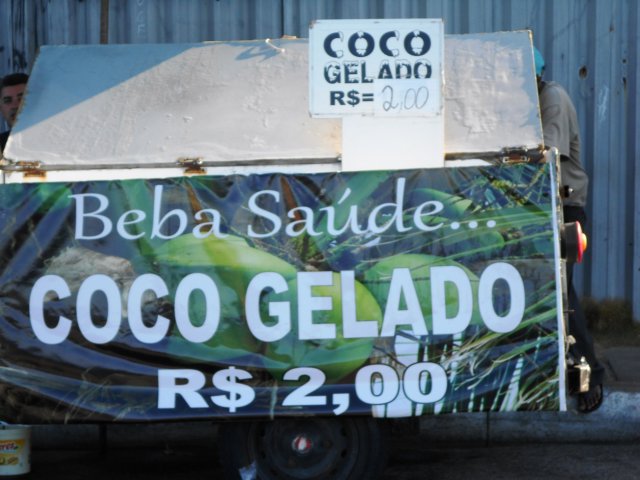 COCO
GELADO
R$= 2,00
Beba Saúde...
COCO GELADO
R$ 2,00